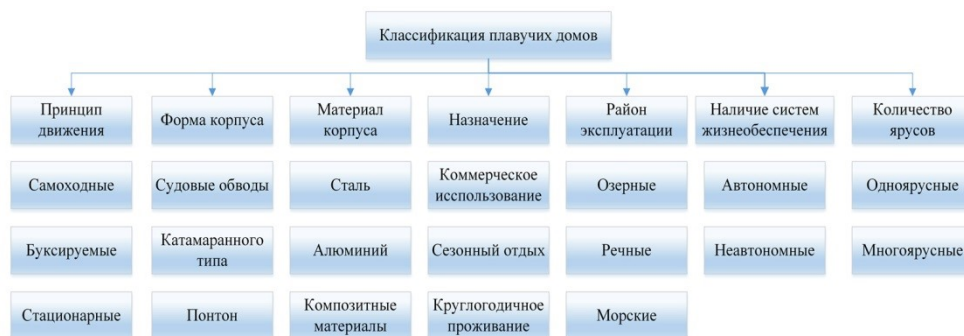 Классификация плавучих домов
Принцип
движения
Форма корпуса
Материал
корпуса
Назначение
Район
эксплуатации
Наличие систем
жизнеобеспечения
Количество
ярусов
Самоходные
Судовые обводы
Сталь
Коммерческое
исспользование
Озерные
Автономные
Одноярусные
Буксируемые
Катамаранного
типа
Алюминий
Сезонный отдых
Речные
Неавтономные
Многоярусные
Стационарные
Понтон
Композитные
материалы
Круглогодичное
проживание
Морские